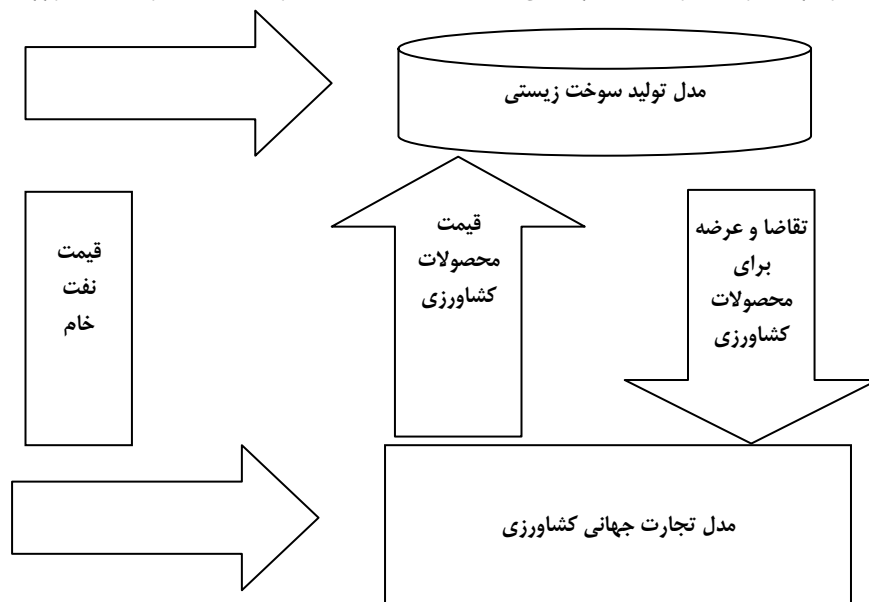 مدل تولید سوخت زیستی
تقاضا و عرضه
برای
محصولات
کشاورزی
قیمت
محصولات
کشاورزی
قیمت
نفت
خام
مدل تجارت جهانی کشاورزی